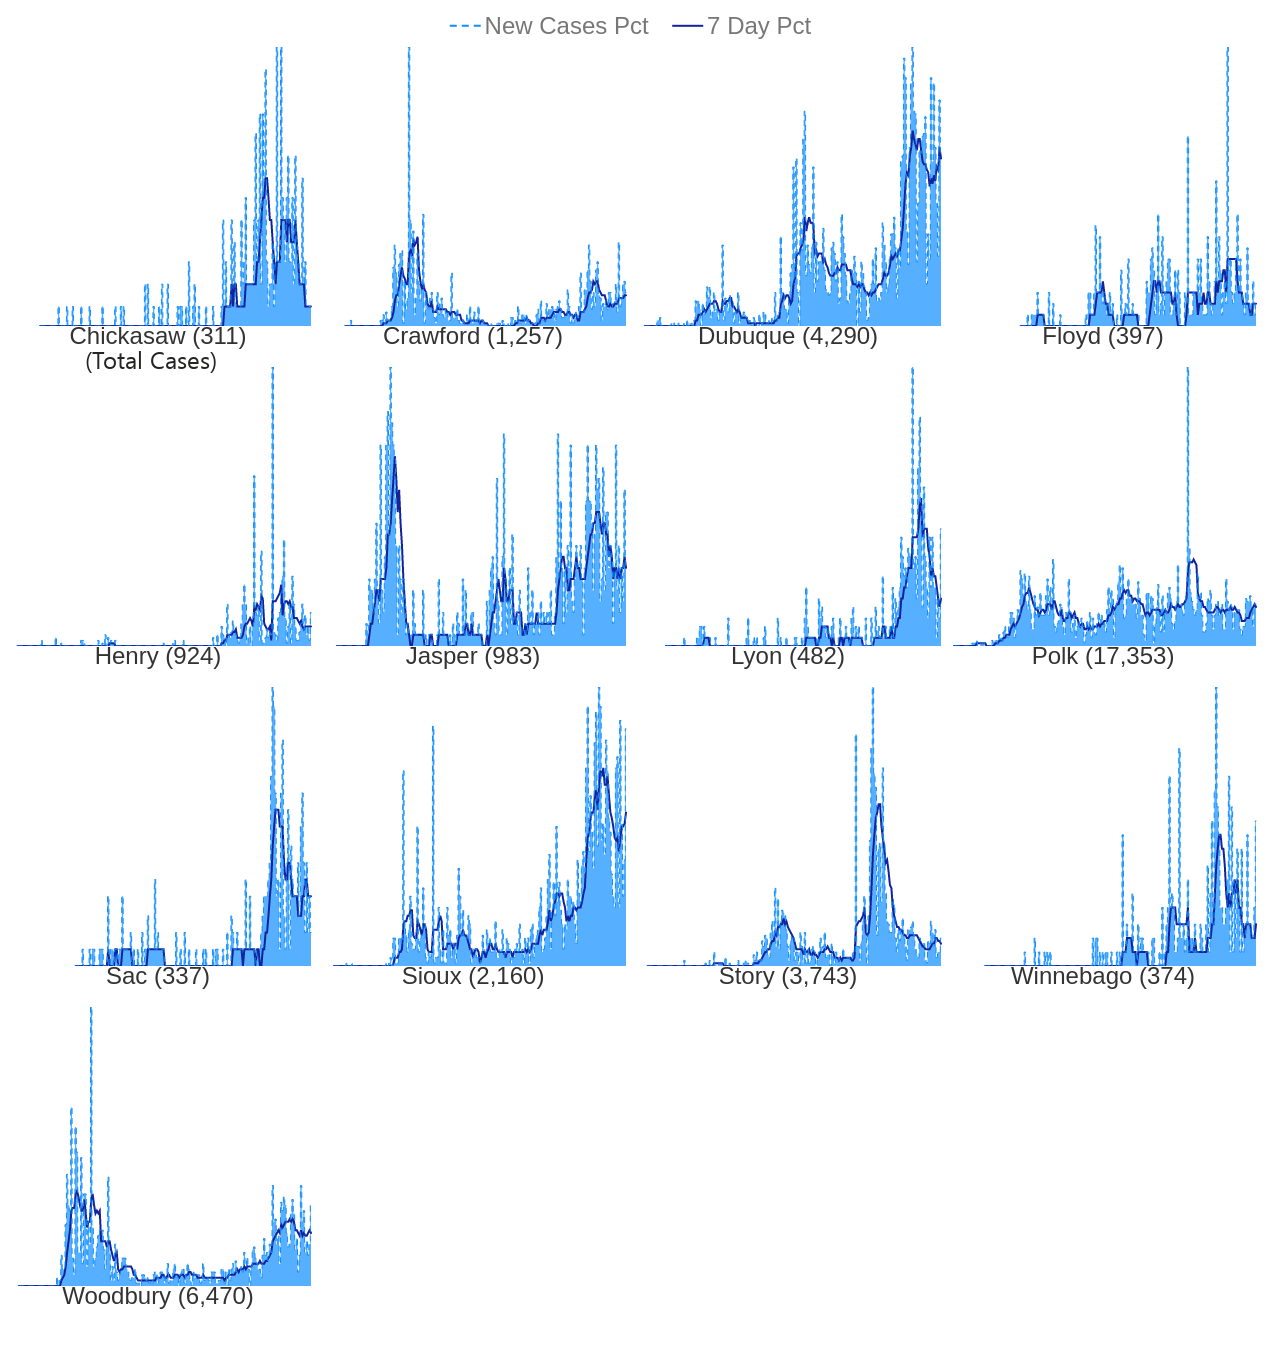 New Cases Pct 7 Day Pct
Chickasaw (311) Crawford (1,257) Dubuque (4,290) Floyd (397)
(Total Cases)
Henry (924) Jasper (983) Lyon (482) Polk (17,353)
Sac (337) Sioux (2,160) Story (3,743) Winnebago (374)
Woodbury (6,470)